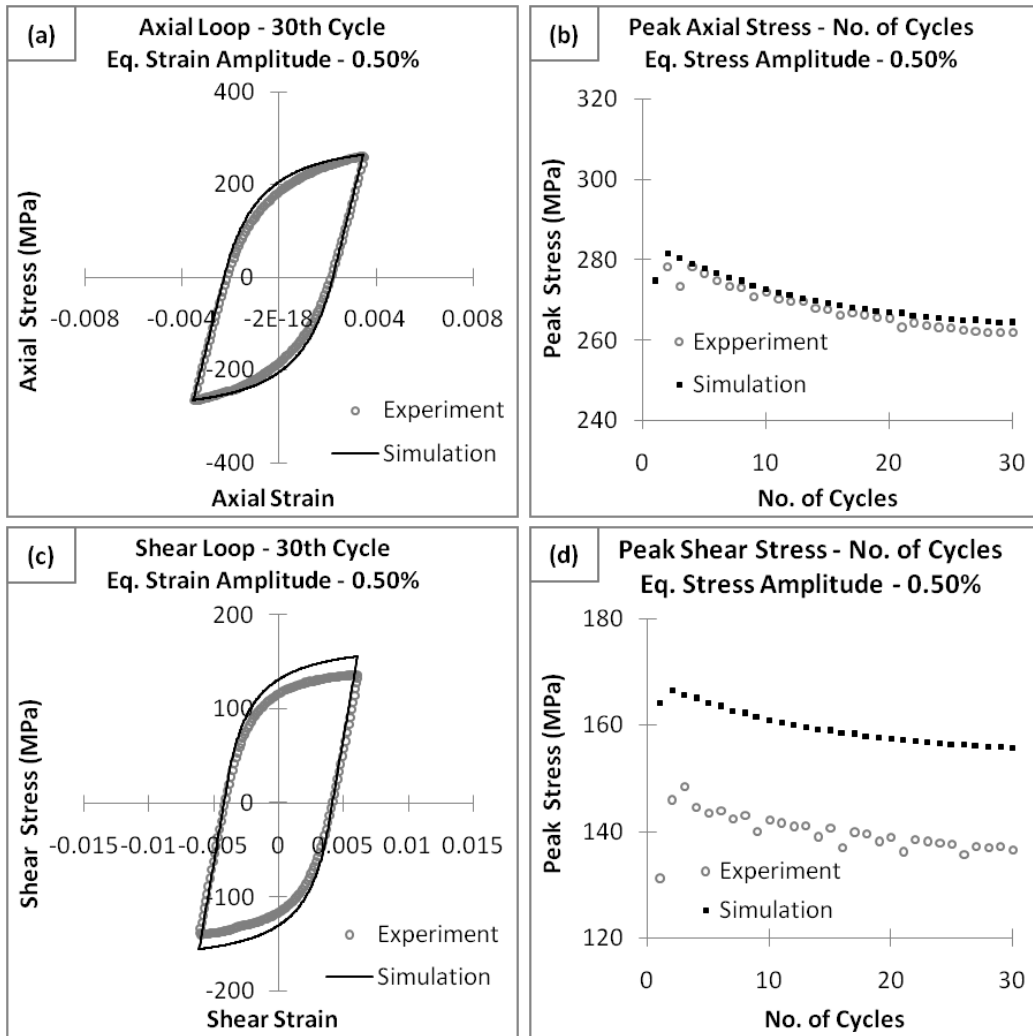 (a)
Axial Loop - 30th Cycle
Eq. Strain Amplitude - 0.50%
400
200
0
-200
-400
-0.008
-0.004
-2E-18
0.004
0.008
Axial Stress (MPa)
Experiment
Simulation
Axial Strain
(b)
Peak Axial Stress - No. of Cycles
Eq. Stress Amplitude - 0.50%
320
300
280
260
240
Peak Stress (MPa)
Expperiment
Simulation
0
10
20
30
No. of Cycles
(c)
Shear Loop - 30th Cycle
Eq. Strain Amplitude - 0.50%
200
100
0
-100
-200
-0.015
-0.01
-0.005
0
0.005
0.01
0.015
Shear Stress (MPa)
Experiment
Simulation
Shear Strain
(d)
Peak Shear Stress - No. of Cycles
Eq. Stress Amplitude - 0.50%
180
160
140
120
Peak Stress (MPa)
Experiment
Simulation
0
10
20
30
No. of Cycles